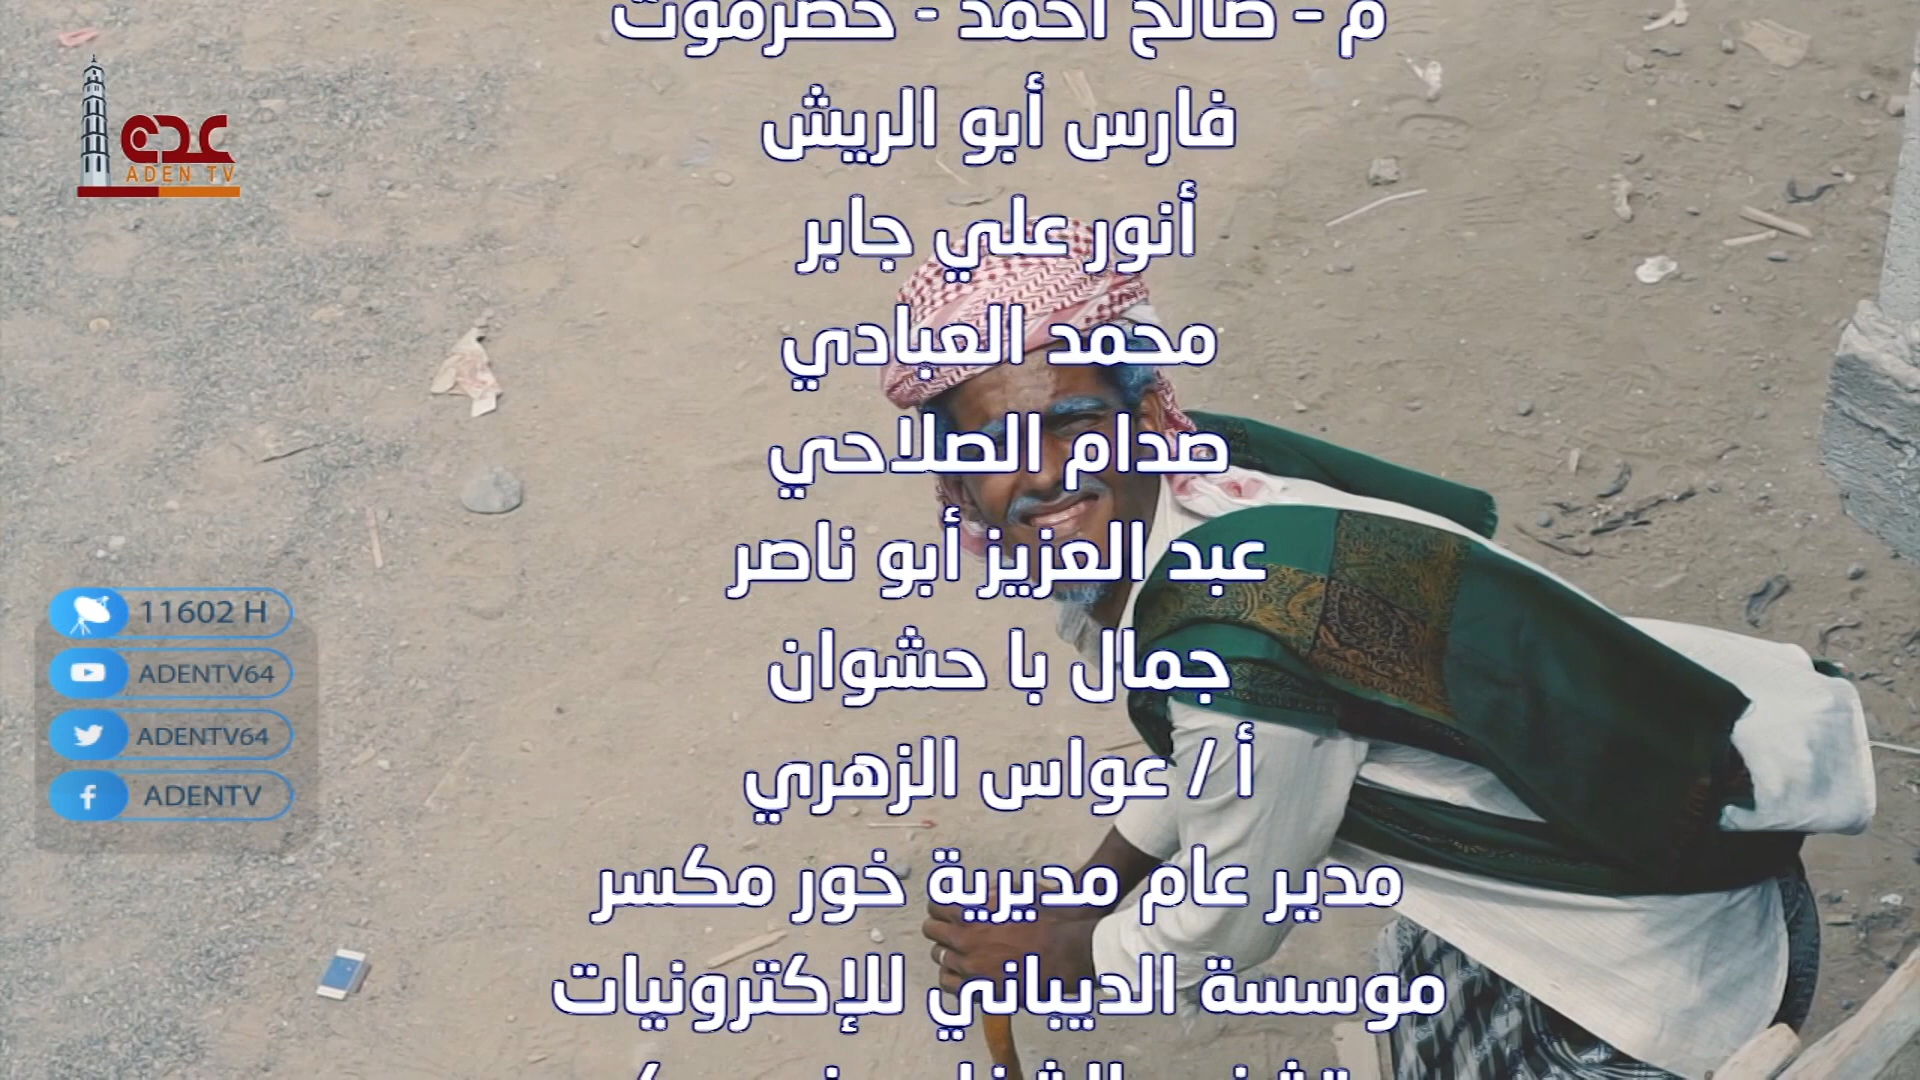 م - صالح أحمد - حضرموت
فارس أبو الريش
أنور علي جابر
محمد العبادي
صدام الصلاحي
عبد العزيز أبو ناصر
جمال با حشوان
أ / عواس الزهري
مدير عام مديرية خور مكسر
موسسة الديباني للإكترونيات
عدن
ADEN TV
11602 H
ADENTV64
ADENTV64
ADENTV